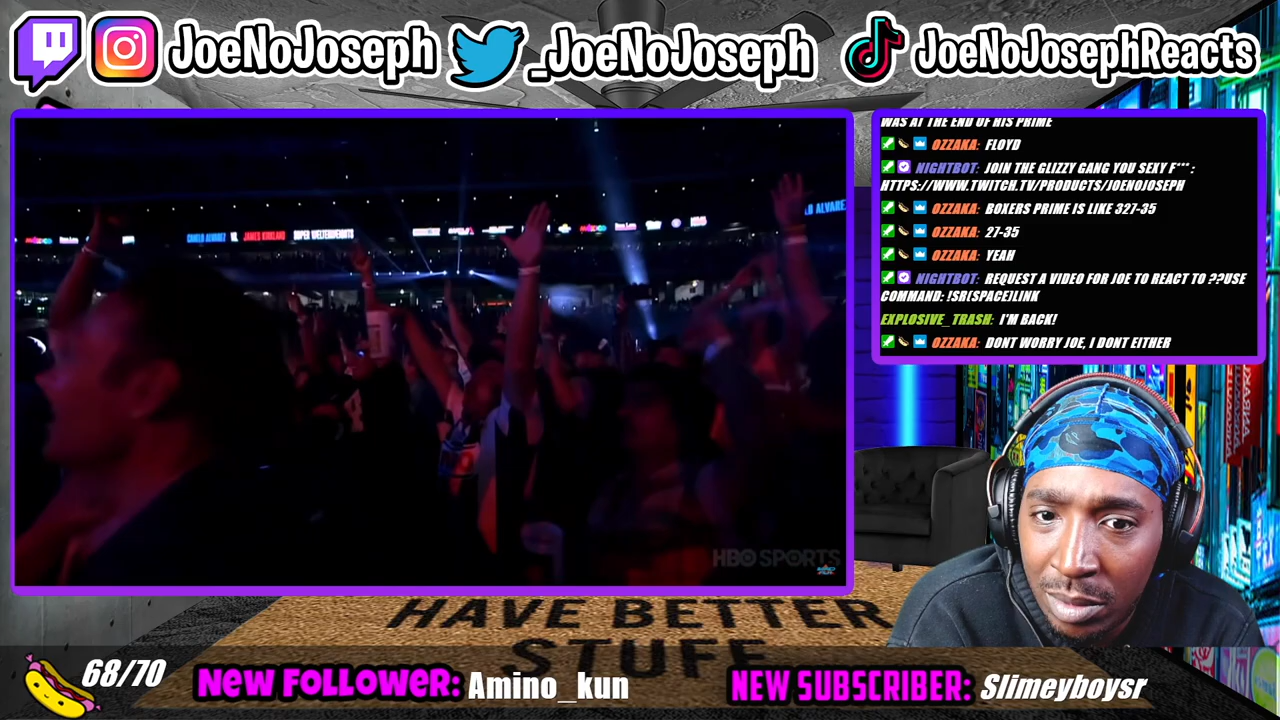 JoeNoJoseph
_JoeNoJoseph
JoeNoJosephReacts
WAS AT THE END OF HIS PRIME
OZZAKA: FLOYD
NIGHTBOT: JOIN THE GLIZZY GANG YOU SEXY F*** :
HTTPS://WWW.TWITCH.TV/PRODUCTS/JOENOJOSEPH
OZZAKA: BOXERS PRIME IS LIKE 327-35
OZZAKA: 27-35
OZZAKA: YEAH
NIGHTBOT: REQUEST A VIDEO FOR JOE TO REACT TO ??USE
COMMAND: !SR(SPACE)LINK
EXPLOSIVE_TRASH: I'M BACK!
OZZAKA: DONT WORRY JOE, I DONT EITHER
CANELO ALVAREZ VS. JAMES KIRKLAND SUPER WELTERWEIGHTS
LO ALVAREZ
HBO SPORTS
HAVE BETTER
STUFF
68/70
New Follower: Amino_kun
NEW SUBSCRIBER: Slimeyboysr